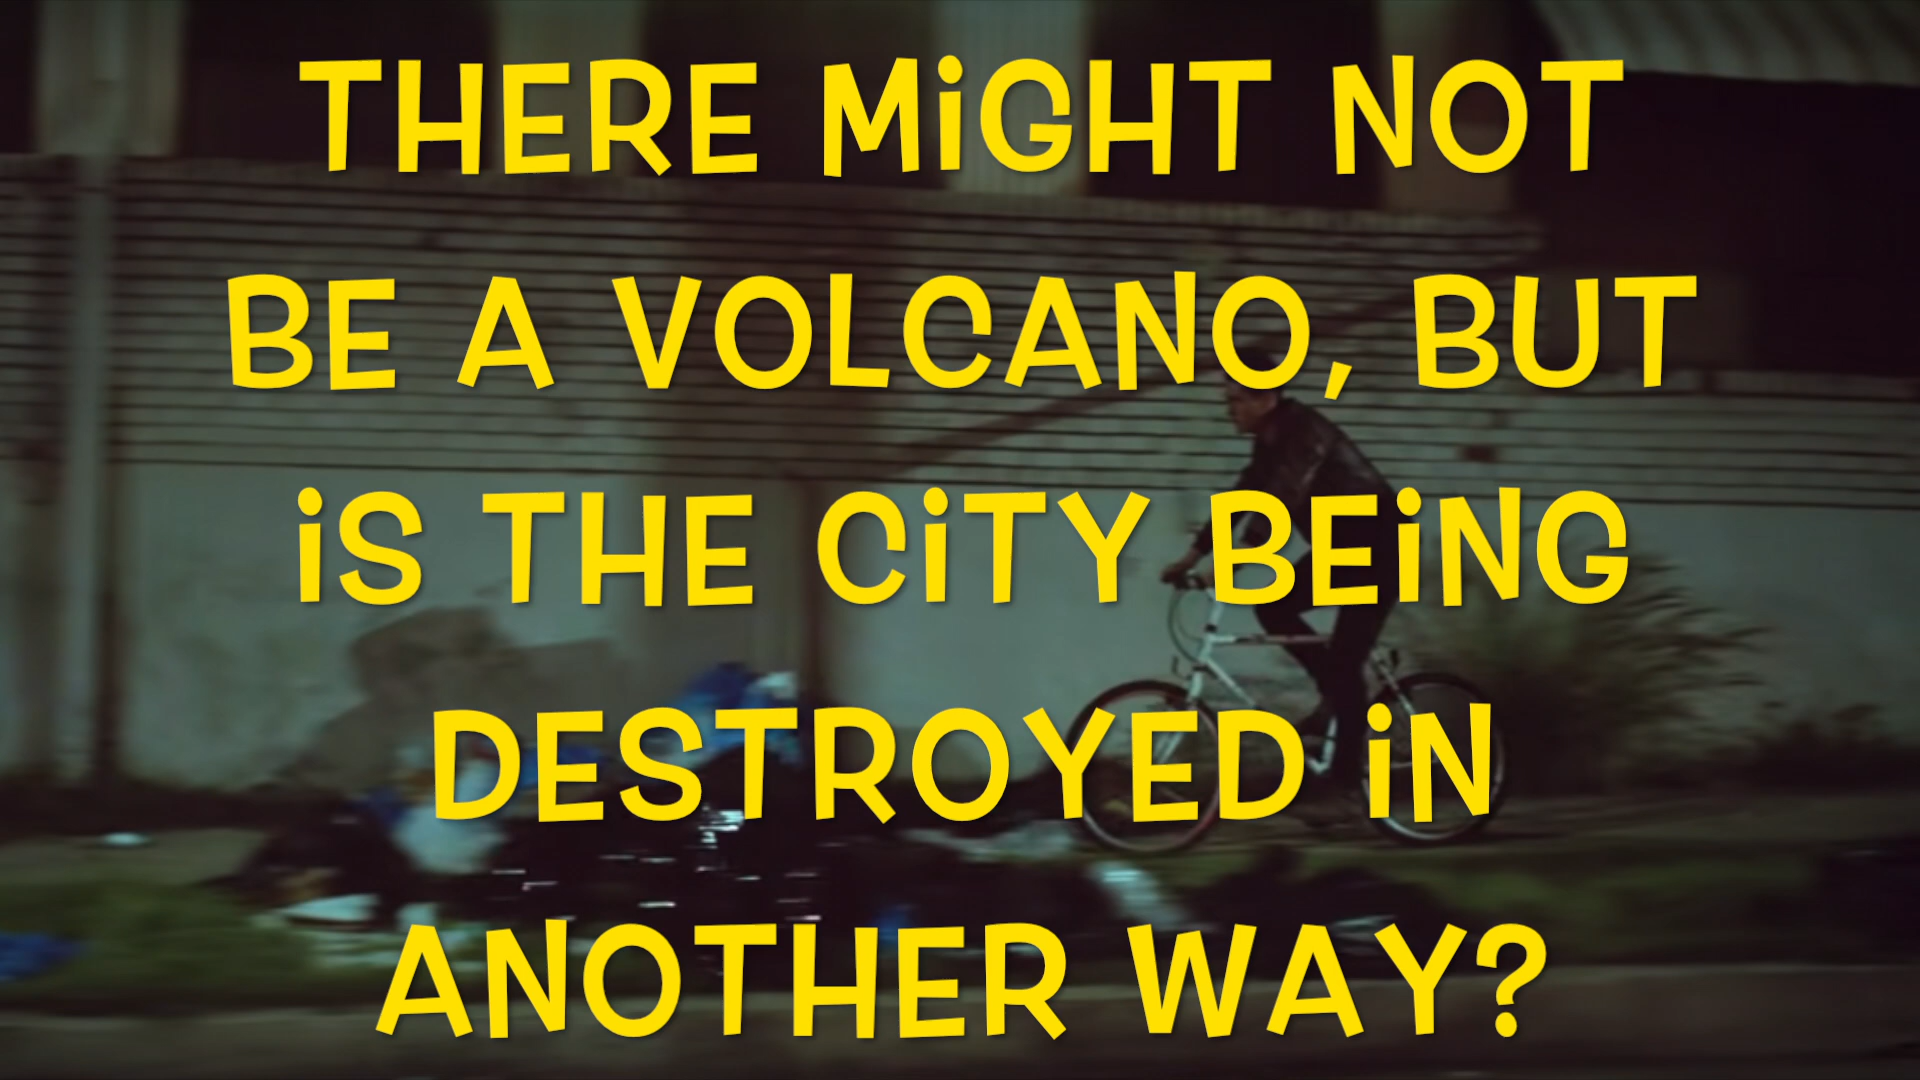 THERE MiGHT NOT
BE A VOLCANO, BUT
iS THE CiTY BEiNG
DESTROYED iN
ANOTHER WAY?